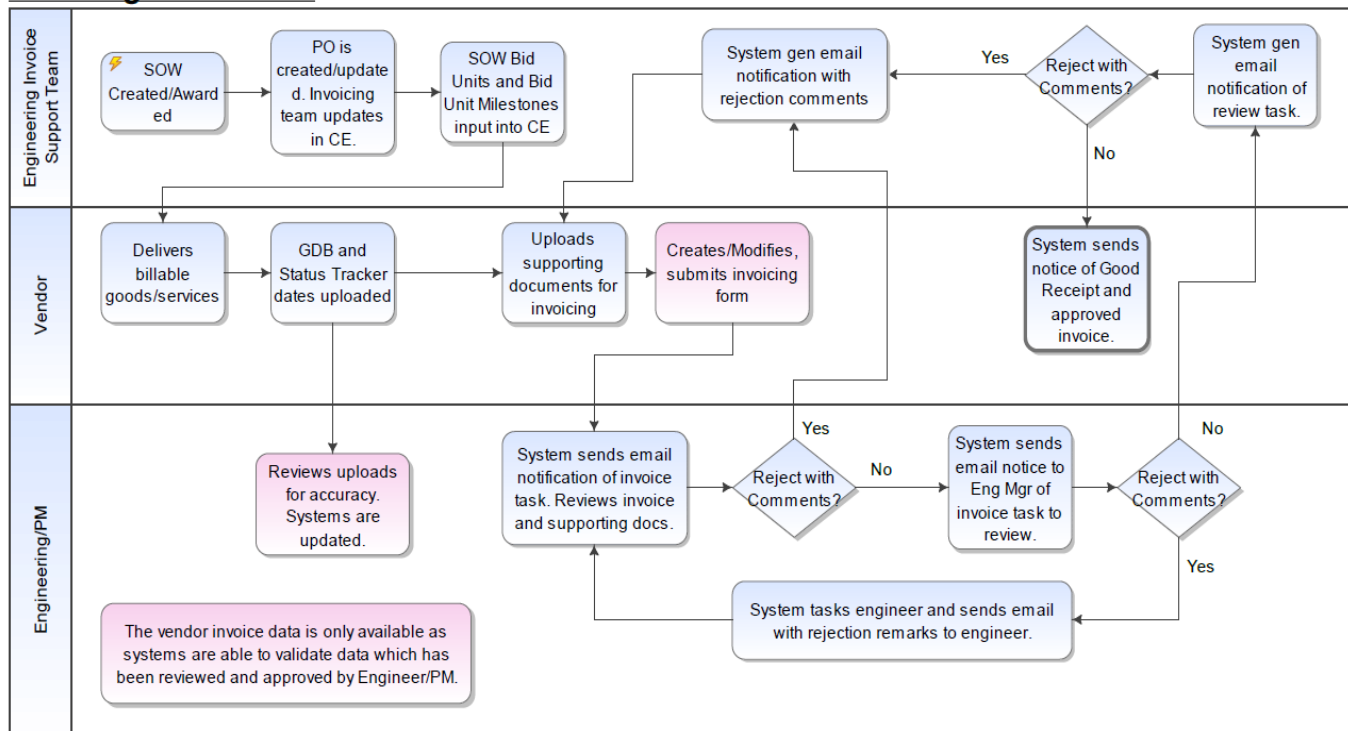 Engineering Invoice
Support Team
SOW
Created/Award
ed
PO is
created/update
d. Invoicing
team updates
in CE.
SOW Bid
Units and Bid
Unit Milestones
input into CE
System gen email
notification with
rejection comments
Yes
Reject with
Comments?
No
System gen
email
notification of
review task.
Vendor
Delivers
billable
goods/services
GDB and
Status Tracker
dates uploaded
Uploads
supporting
documents for
invoicing
Creates/Modifies,
submits invoicing
form
System sends
notice of Good
Receipt and
approved
invoice.
Engineering/PM
Reviews uploads
for accuracy.
Systems are
updated.
System sends email
notification of invoice
task. Reviews invoice
and supporting docs.
Yes
Reject with
Comments?
No
System sends
email notice to
Eng Mgr of
invoice task to
review.
No
Reject with
Comments?
Yes
System tasks engineer and sends email
with rejection remarks to engineer.
The vendor invoice data is only available as
systems are able to validate data which has
been reviewed and approved by Engineer/PM.